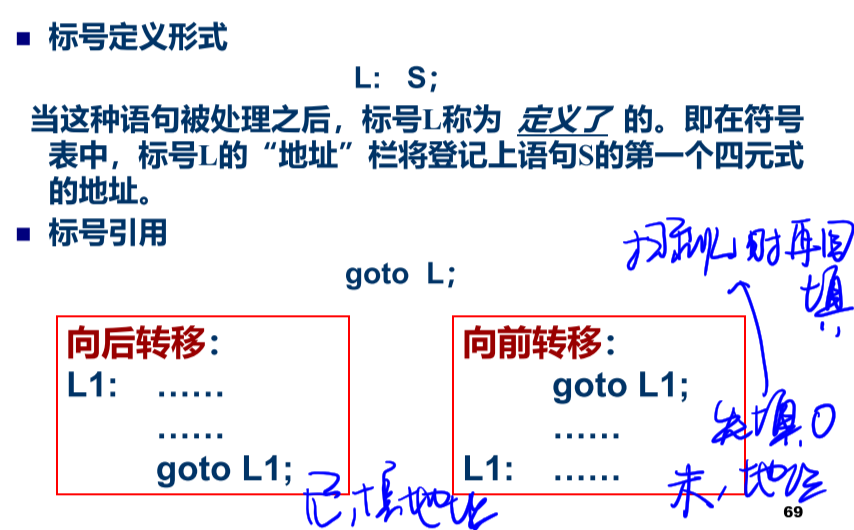 ■ 标号定义形式
L: S;
当这种语句被处理之后，标号L称为 定义了 的。即在符号
表中，标号L的“地址”栏将登记上语句S的第一个四元式
的地址。
■ 标号引用
goto L;
扫到L时再回
填
向后转移：
L1: ……
……
goto L1;
已，填地址
向前转移：
goto L1;
……
L1: ……
先填0
未，地址
69